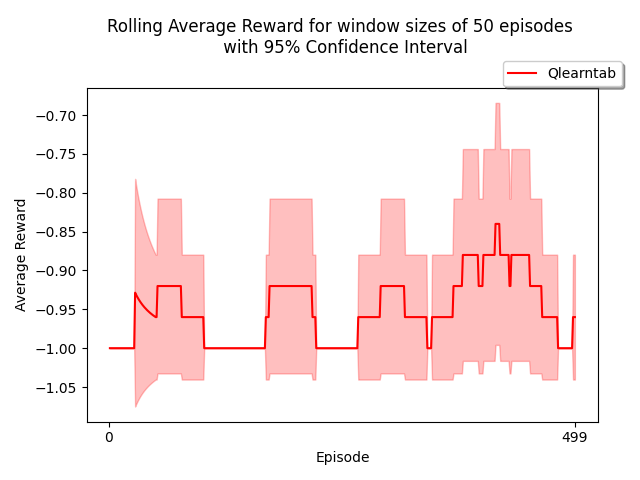 Rolling Average Reward for window sizes of 50 episodes
with 95% Confidence Interval
Qlearntab
−0.70
−0.75
−0.80
−0.85
−0.90
−0.95
−1.00
−1.05
Average Reward
0
499
Episode